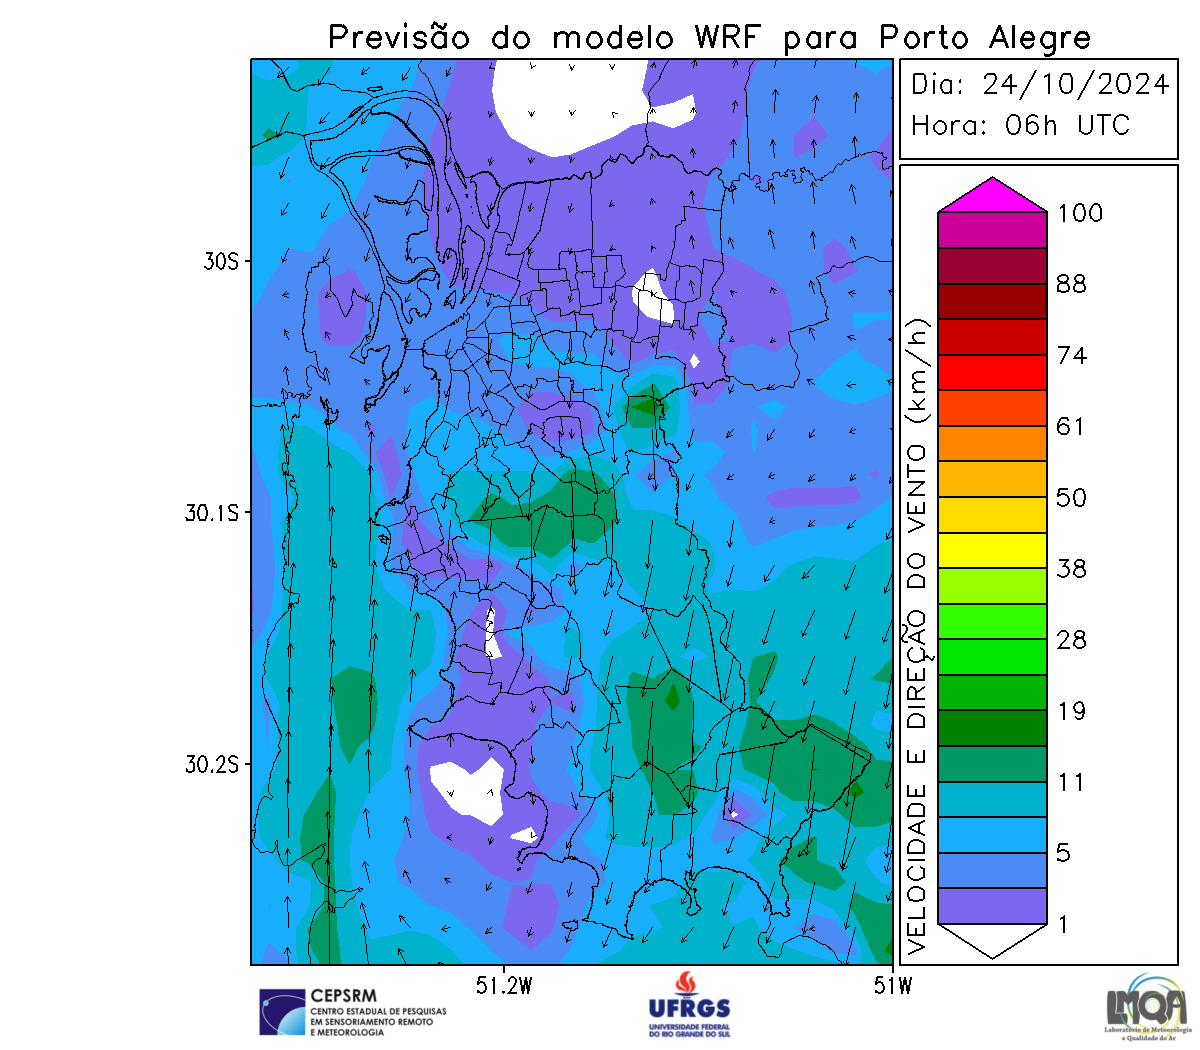 Previsão do modelo WRF para Porto Alegre
Dia: 24/10/2024
Hora: 06h UTC
100
88
74
61
50
38
28
19
11
5
1
VELOCIDADE E DIREÇÃO DO VENTO (km/h)
30S
30.1S
30.2S
51.2W
51W
CEPSRM
CENTRO ESTADUAL DE PESQUISAS
EM SENSORIAMENTO REMOTO
E METEOROLOGIA
UFRGS
UNIVERSIDADE FEDERAL
DO RIO GRANDE DO SUL
LMQA
Laboratório de Meteorologia
e Qualidade do Ar